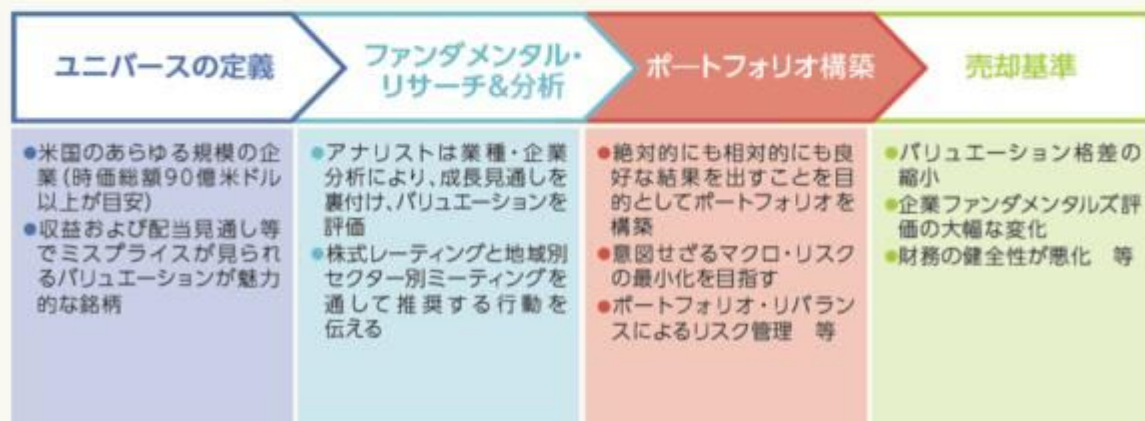 ユニバースの定義
ファンダメンタル・
リサーチ&分析
ポートフォリオ構築
売却基準
●米国のあらゆる規模の企
業(時価総額90億米ドル
以上が目安)
●収益および配当見通し等
でミスプライスが見られ
るバリュエーションが魅力
的な銘柄
●アナリストは業種・企業
分析により、成長見通しを
裏付け、バリュエーションを
評価
●株式レーティングと地域別
セクター別ミーティングを
通して推奨する行動を
伝える
●絶対的にも相対的にも良
好な結果を出すことを目
的としてポートフォリオを
構築
●意図せざるマクロ・リスク
の最小化を目指す
●ポートフォリオ・リバラン
スによるリスク管理　等
●バリュエーション格差の
縮小
●企業ファンダメンタルズ評
価の大幅な変化
●財務の健全性が悪化　等